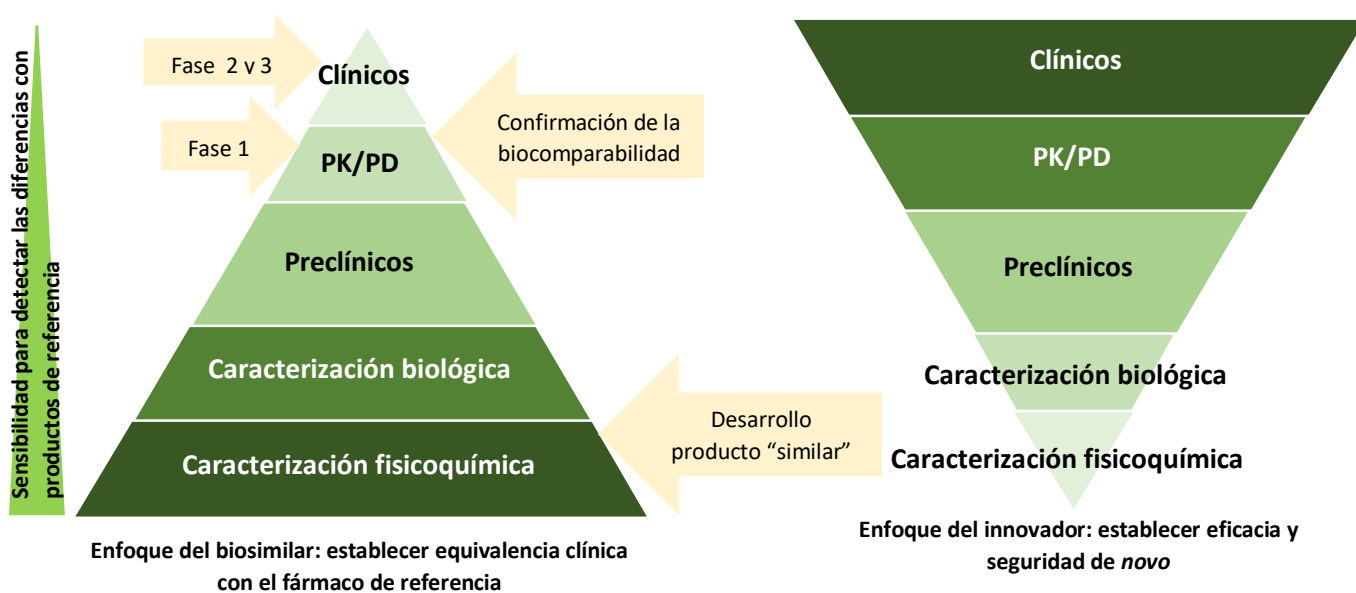 Sensibilidad para detectar las diferencias con
productos de referencia
Fase 2 v 3
Fase 1
Clínicos
PK/PD
Preclínicos
Caracterización biológica
Caracterización fisicoquímica
Confirmación de la
biocomparabilidad
Desarrollo
producto “similar”
Enfoque del biosimilar: establecer equivalencia clínica
con el fármaco de referencia
Clínicos
PK/PD
Preclínicos
Caracterización biológica
Caracterización fisicoquímica
Enfoque del innovador: establecer eficacia y
seguridad de novo